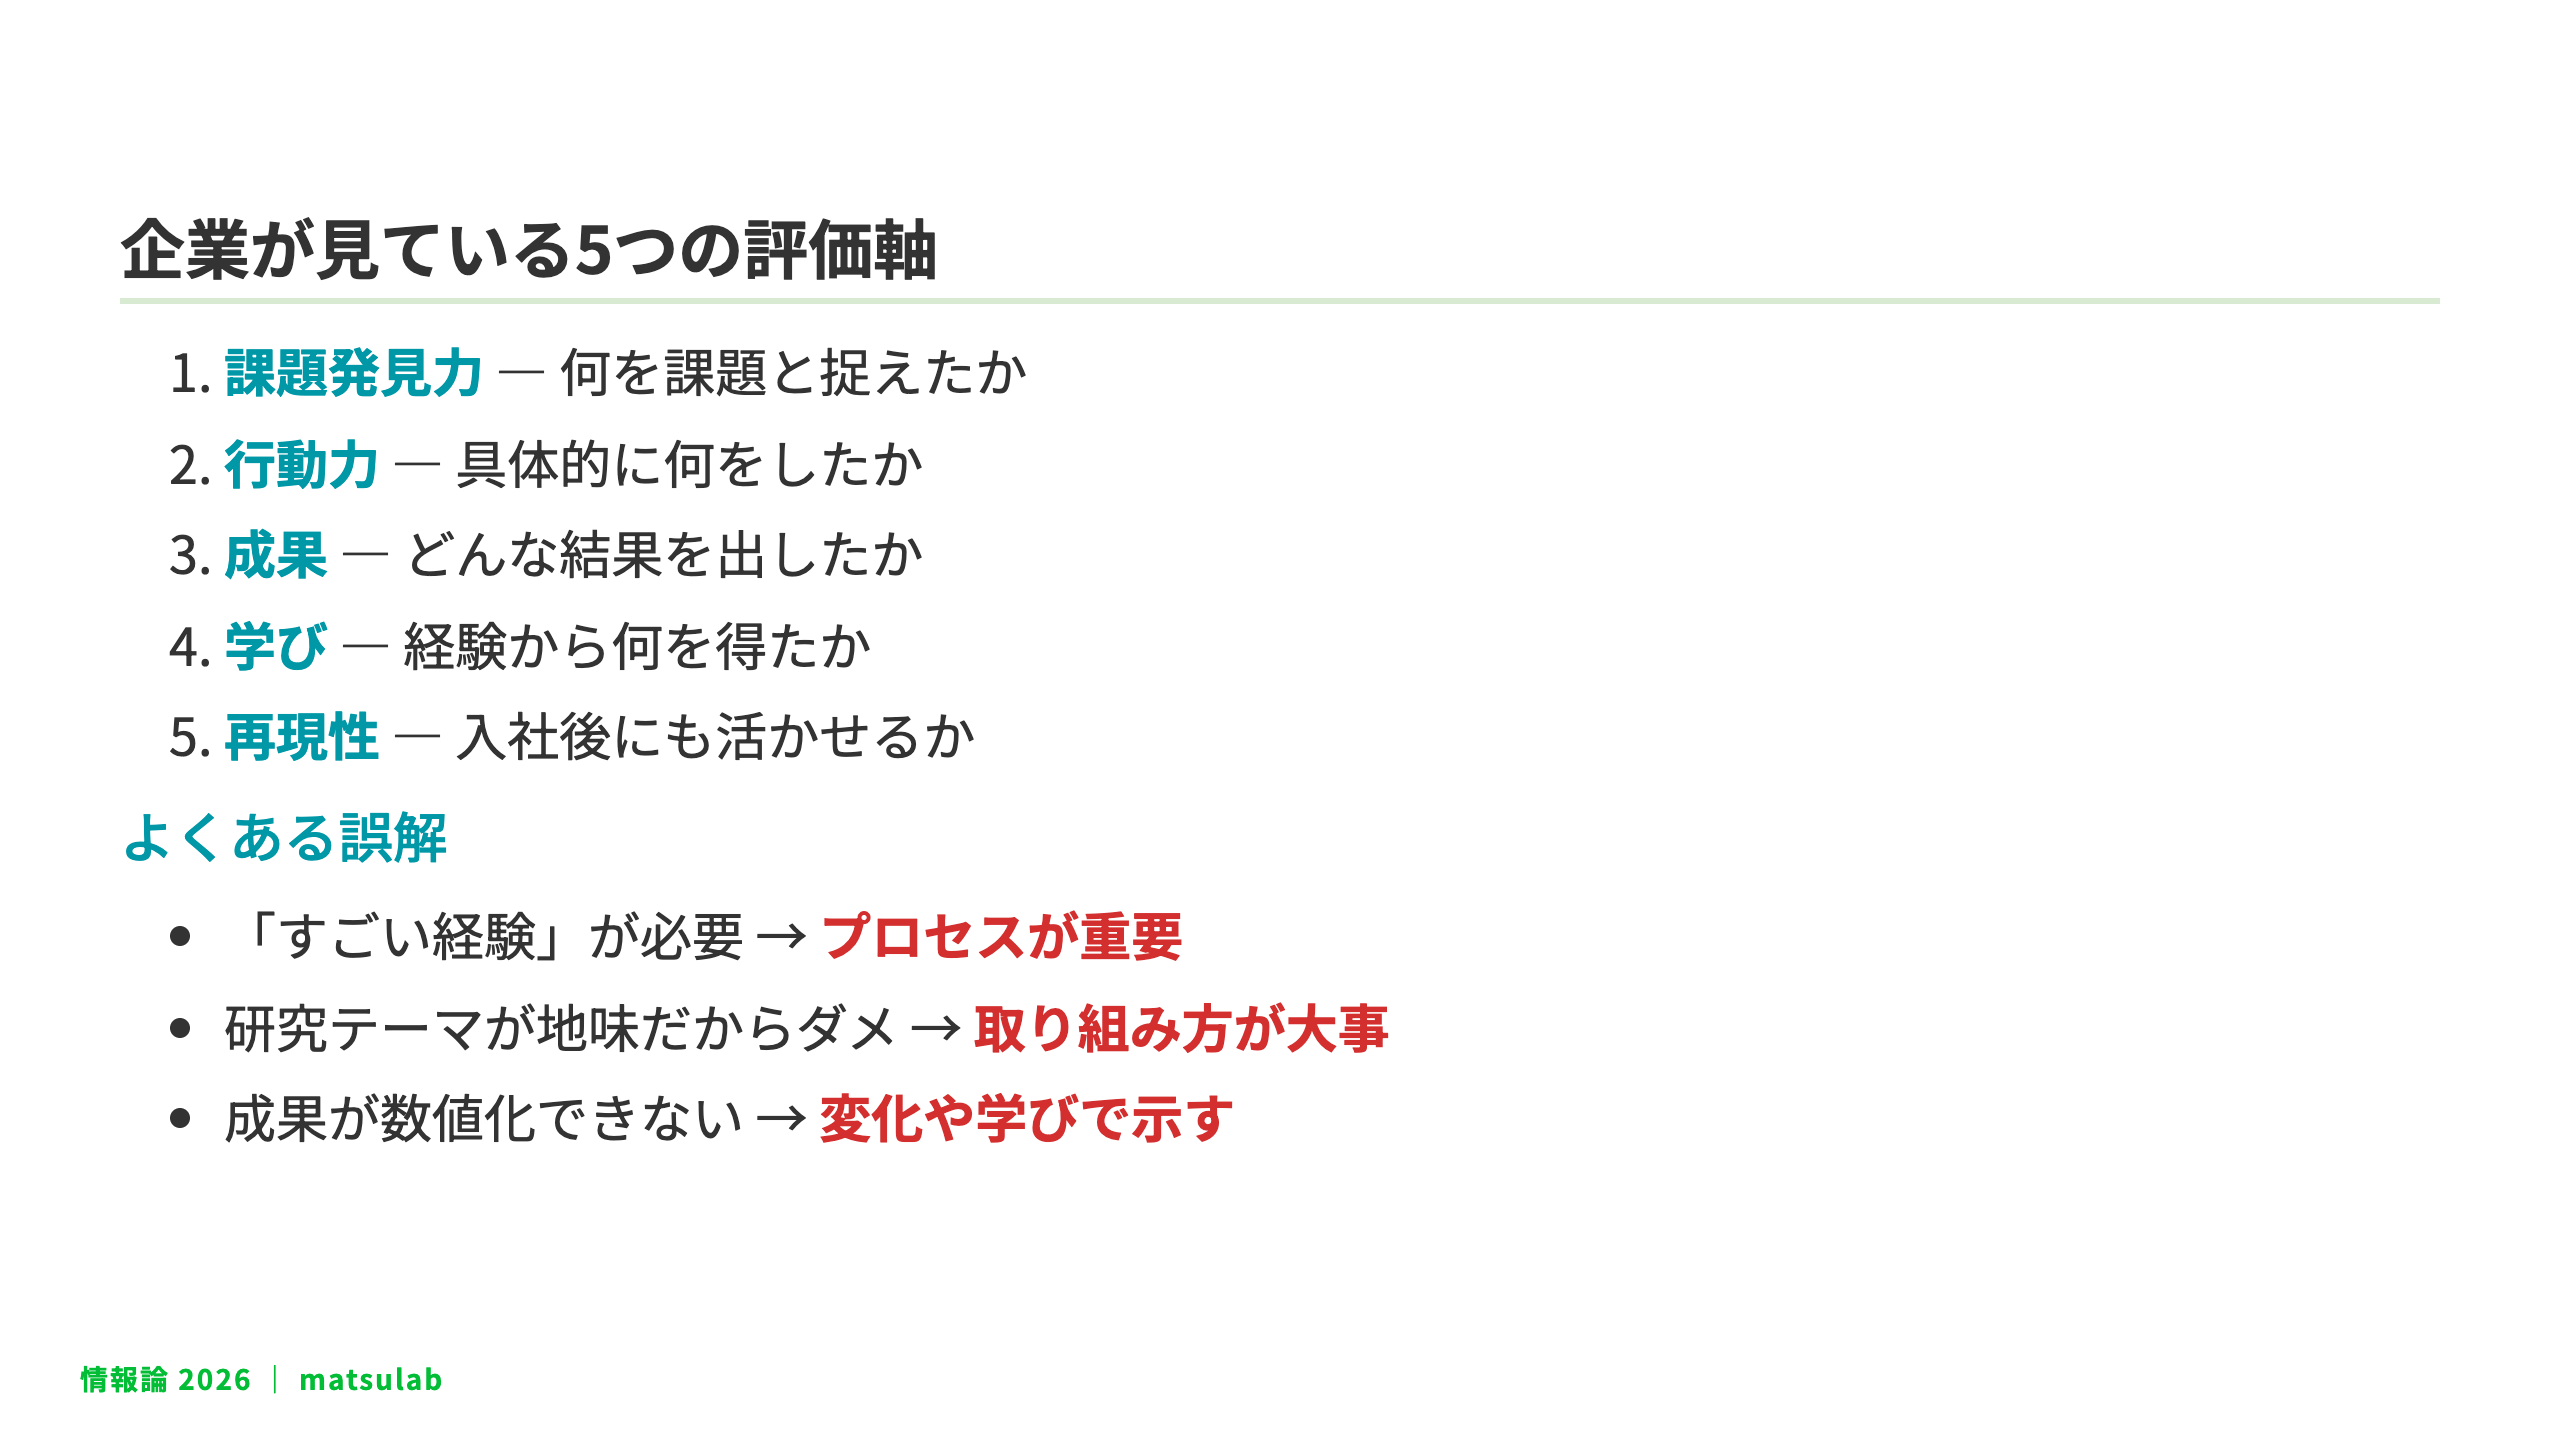 企業が見ている5つの評価軸
1. 課題発見力 — 何を課題と捉えたか
2. 行動力 — 具体的に何をしたか
3. 成果 — どんな結果を出したか
4. 学び — 経験から何を得たか
5. 再現性 — 入社後にも活かせるか
よくある誤解
• 「すごい経験」が必要 → プロセスが重要
• 研究テーマが地味だからダメ → 取り組み方が大事
• 成果が数値化できない → 変化や学びで示す
情報論 2026 ｜ matsulab